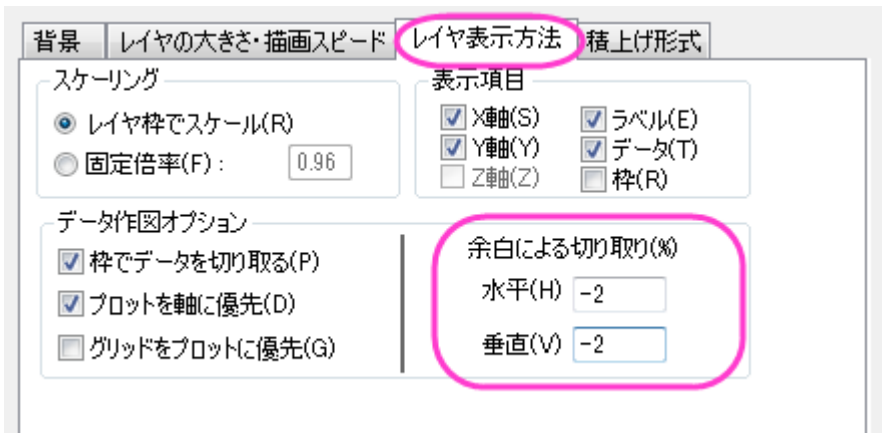 背景 レイヤの大きさ・描画スピード レイヤ表示方法 積上げ形式
スケーリング
レイヤ枠でスケール(R)
固定倍率(F): 0.96
表示項目
X軸(S) ラベル(E)
Y軸(Y) データ(T)
Z軸(Z) 枠(R)
データ作図オプション
枠でデータを切り取る(P)
プロットを軸に優先(D)
グリッドをプロットに優先(G)
余白による切り取り(%)
水平(H) -2
垂直(V) -2